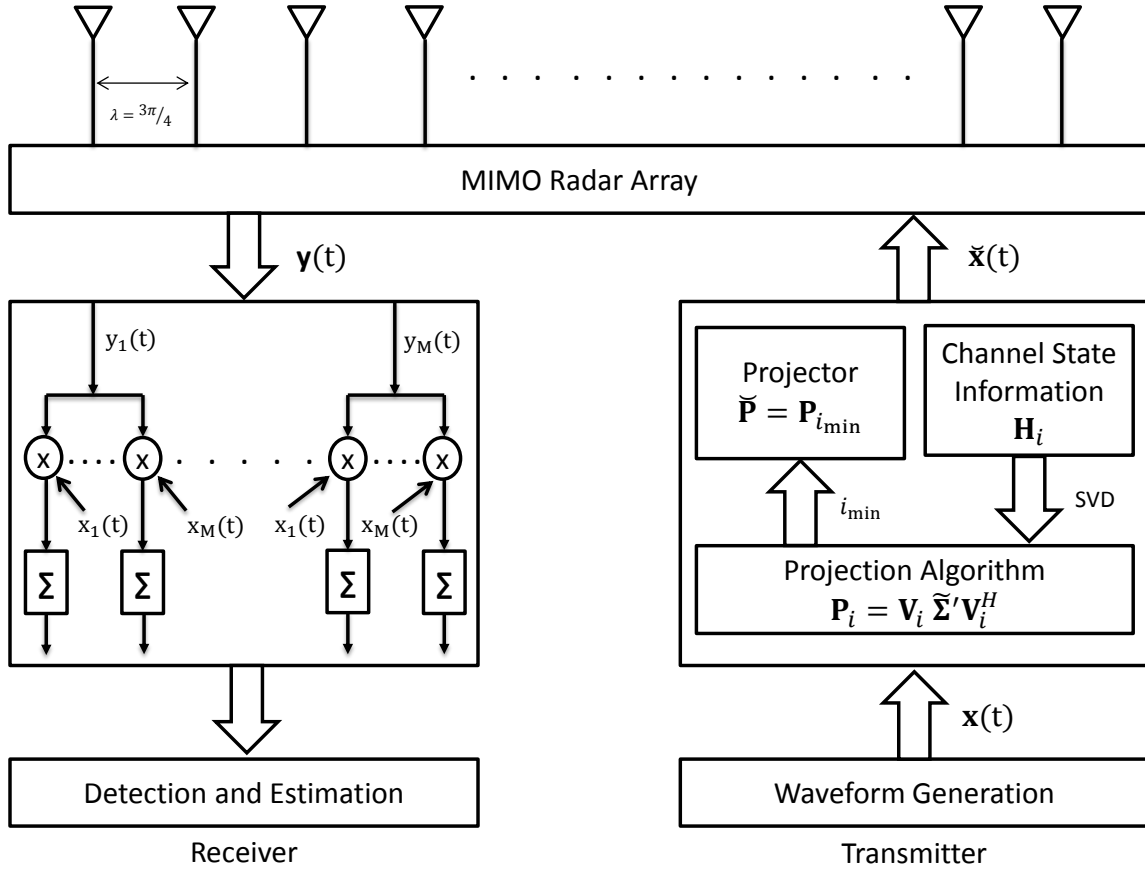 λ = 3π/4
MIMO Radar Array
𝐲(t)
𝐱̆(t)
y₁(t)
y_M(t)
Projector
𝐏̆ = 𝐏_{i_min}
Channel State
Information
𝐇_i
x
x
x
x
x₁(t)
x_M(t)
x₁(t)
x_M(t)
i_min
SVD
Σ
Σ
Σ
Σ
Projection Algorithm
𝐏_i = 𝐕_i 𝚺̃′𝐕_i^H
𝐱(t)
Detection and Estimation
Waveform Generation
Receiver
Transmitter